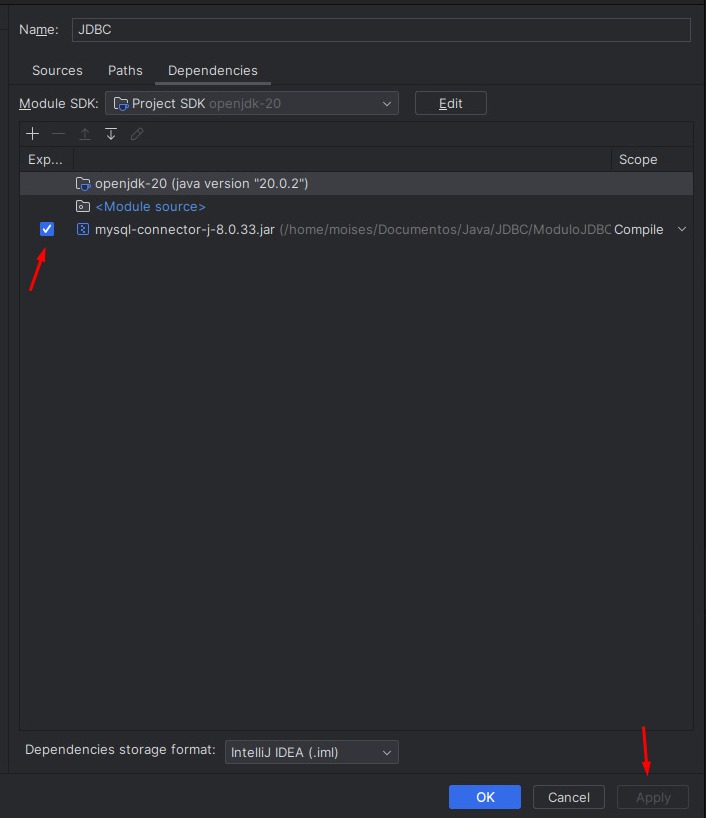 Name: JDBC
Sources Paths Dependencies
Module SDK: Project SDK openjdk-20 Edit
Exp... Scope
openjdk-20 (java version "20.0.2")
<Module source>
mysql-connector-j-8.0.33.jar (/home/moises/Documentos/Java/JDBC/ModuloJDBC Compile
Dependencies storage format: IntelliJ IDEA (.iml)
OK Cancel Apply